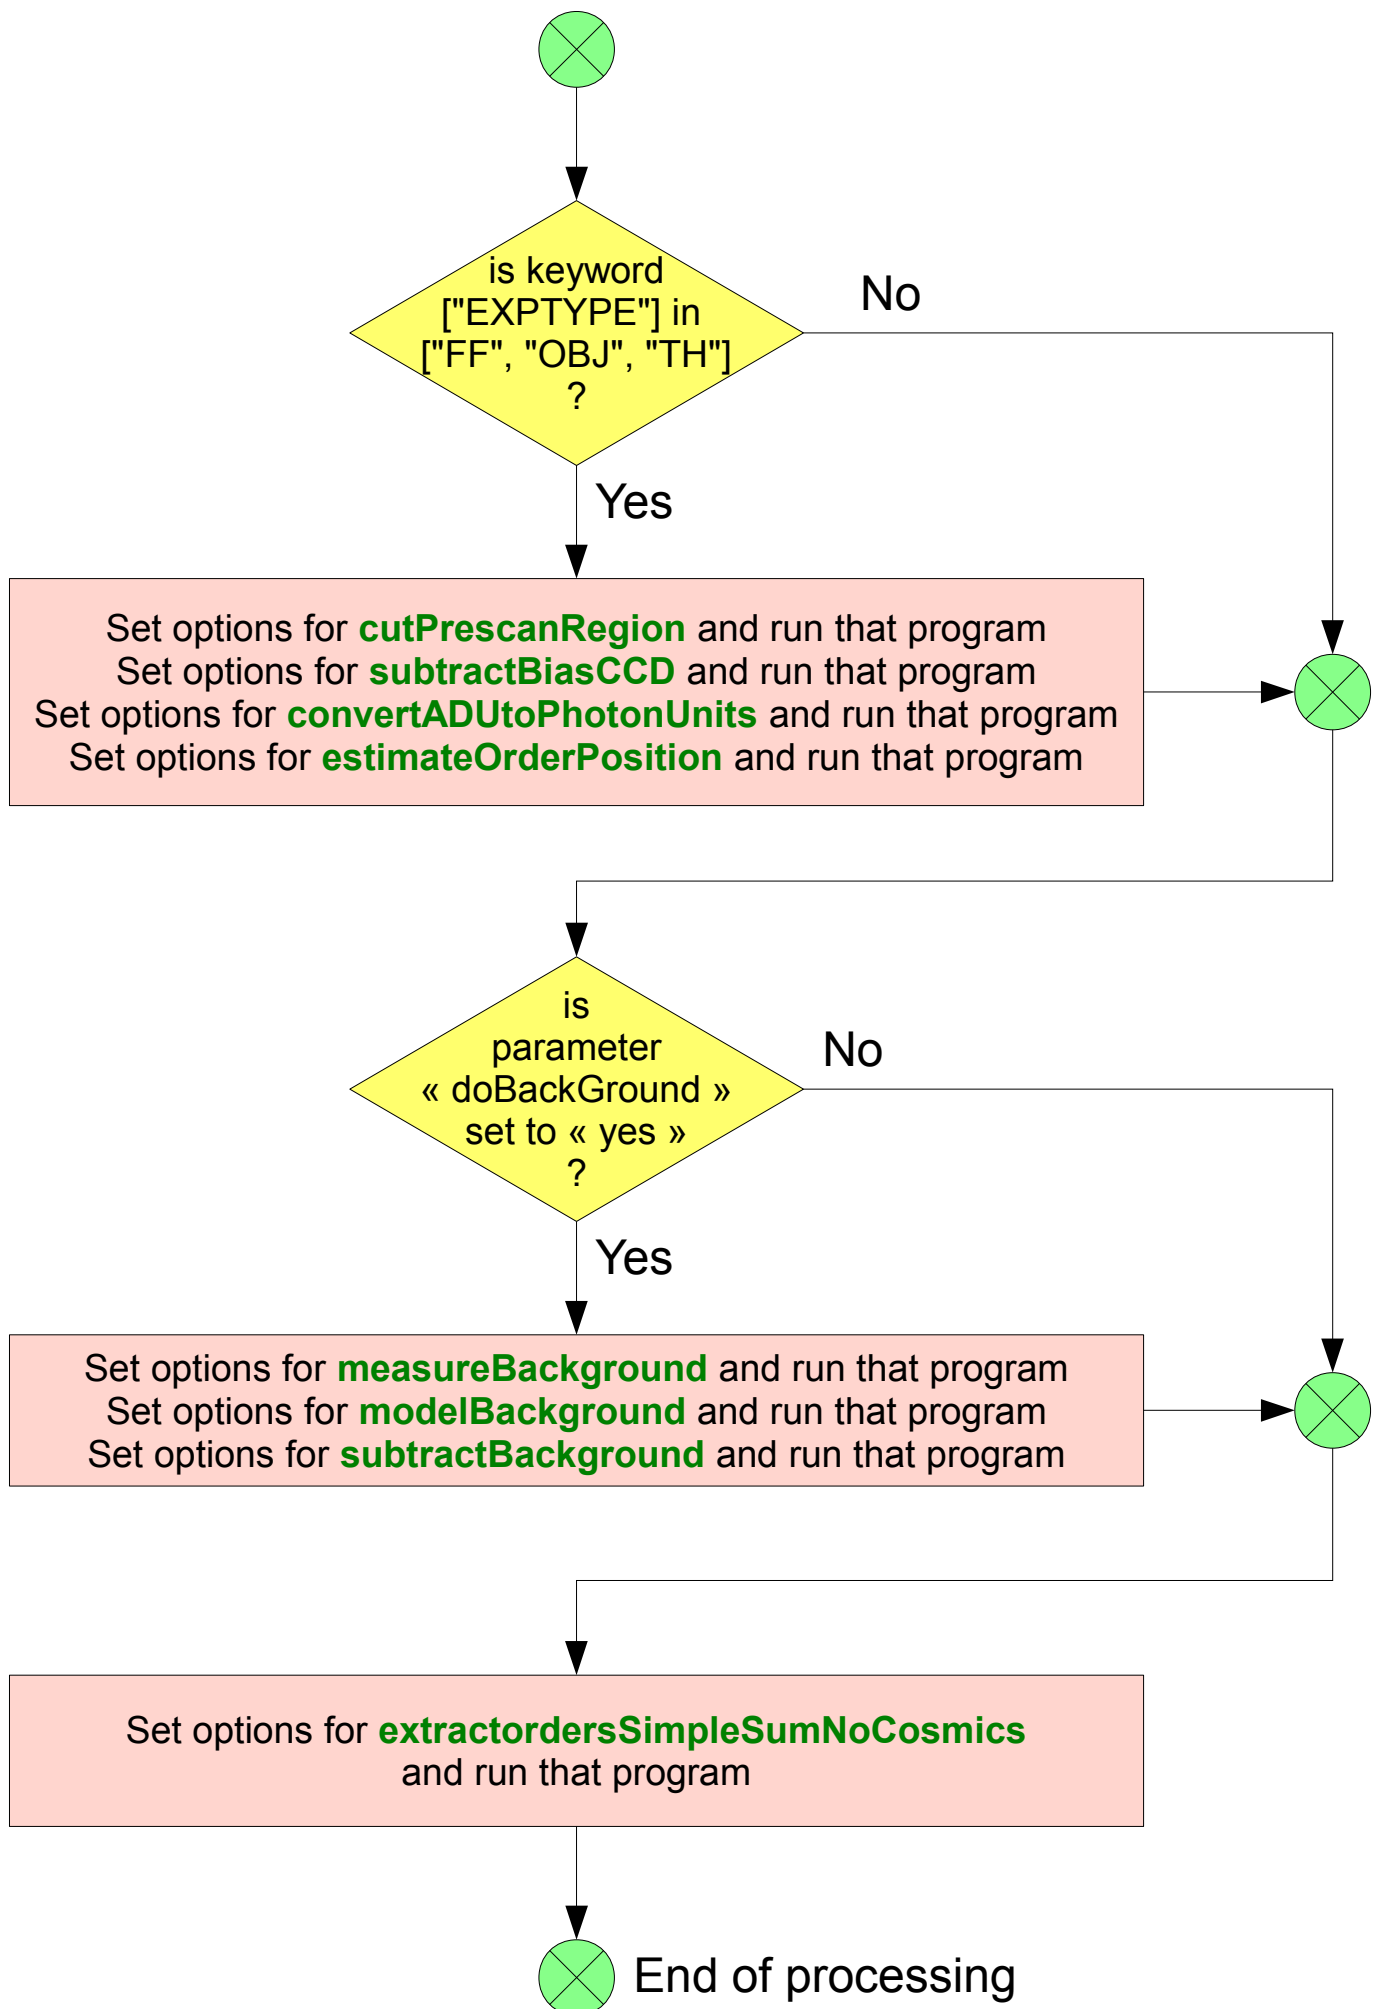 is keyword
["EXPTYPE"] in
["FF", "OBJ", "TH"]
?
No
Yes
Set options for cutPrescanRegion and run that program
Set options for subtractBiasCCD and run that program
Set options for convertADUtoPhotonUnits and run that program
Set options for estimateOrderPosition and run that program
is
parameter
« doBackGround »
set to « yes »
?
No
Yes
Set options for measureBackground and run that program
Set options for modelBackground and run that program
Set options for subtractBackground and run that program
Set options for extractordersSimpleSumNoCosmics
and run that program
End of processing